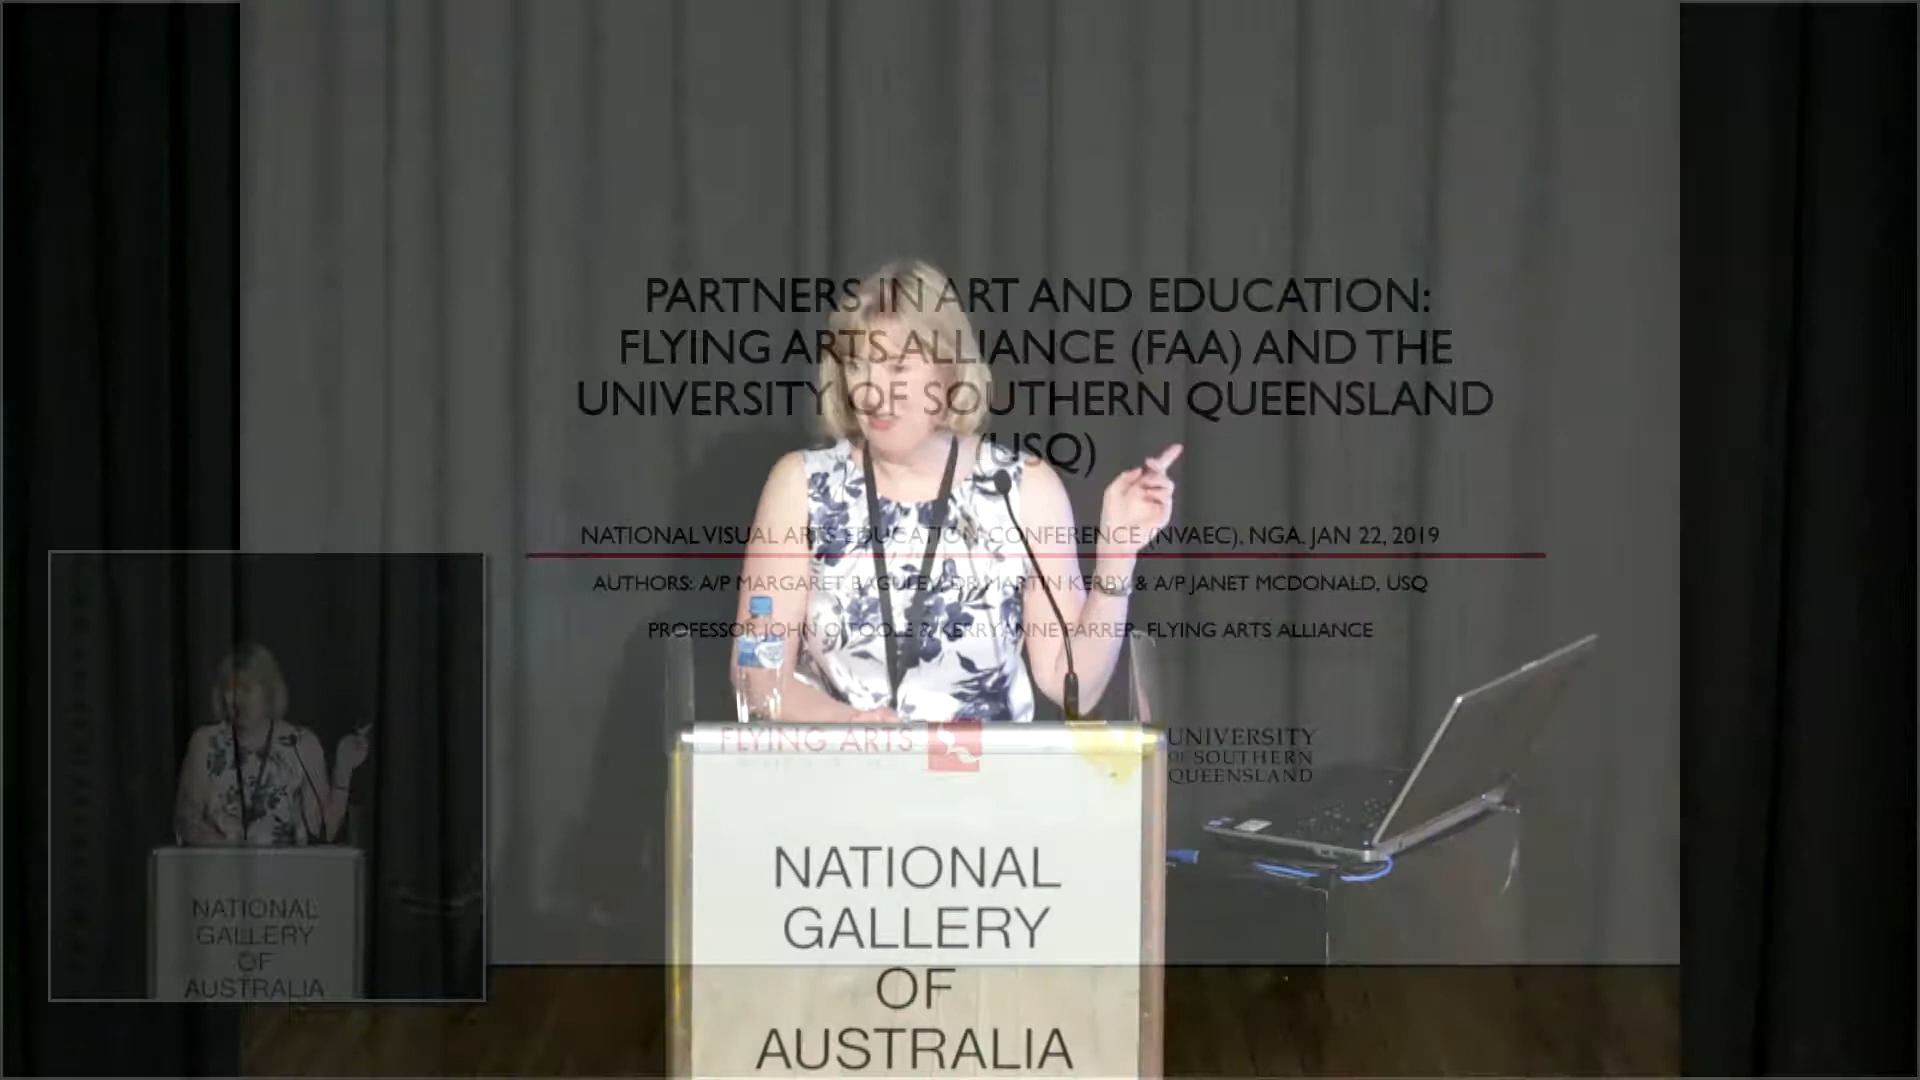 PARTNERS IN ART AND EDUCATION:
FLYING ARTS ALLIANCE (FAA) AND THE
UNIVERSITY OF SOUTHERN QUEENSLAND
(USQ)
NATIONAL VISUAL ARTS EDUCATION CONFERENCE (NVAEC), NGA, JAN 22, 2019
AUTHORS: A/P MARGARET BAGULEY, DR MARTIN KERBY & A/P JANET MCDONALD, USQ
PROFESSOR JOHN O'TOOLE & KERRYANNE FARRER, FLYING ARTS ALLIANCE
FLYING ARTS
UNIVERSITY
OF SOUTHERN
QUEENSLAND
NATIONAL
GALLERY
OF
AUSTRALIA
NATIONAL
GALLERY
OF
AUSTRALIA